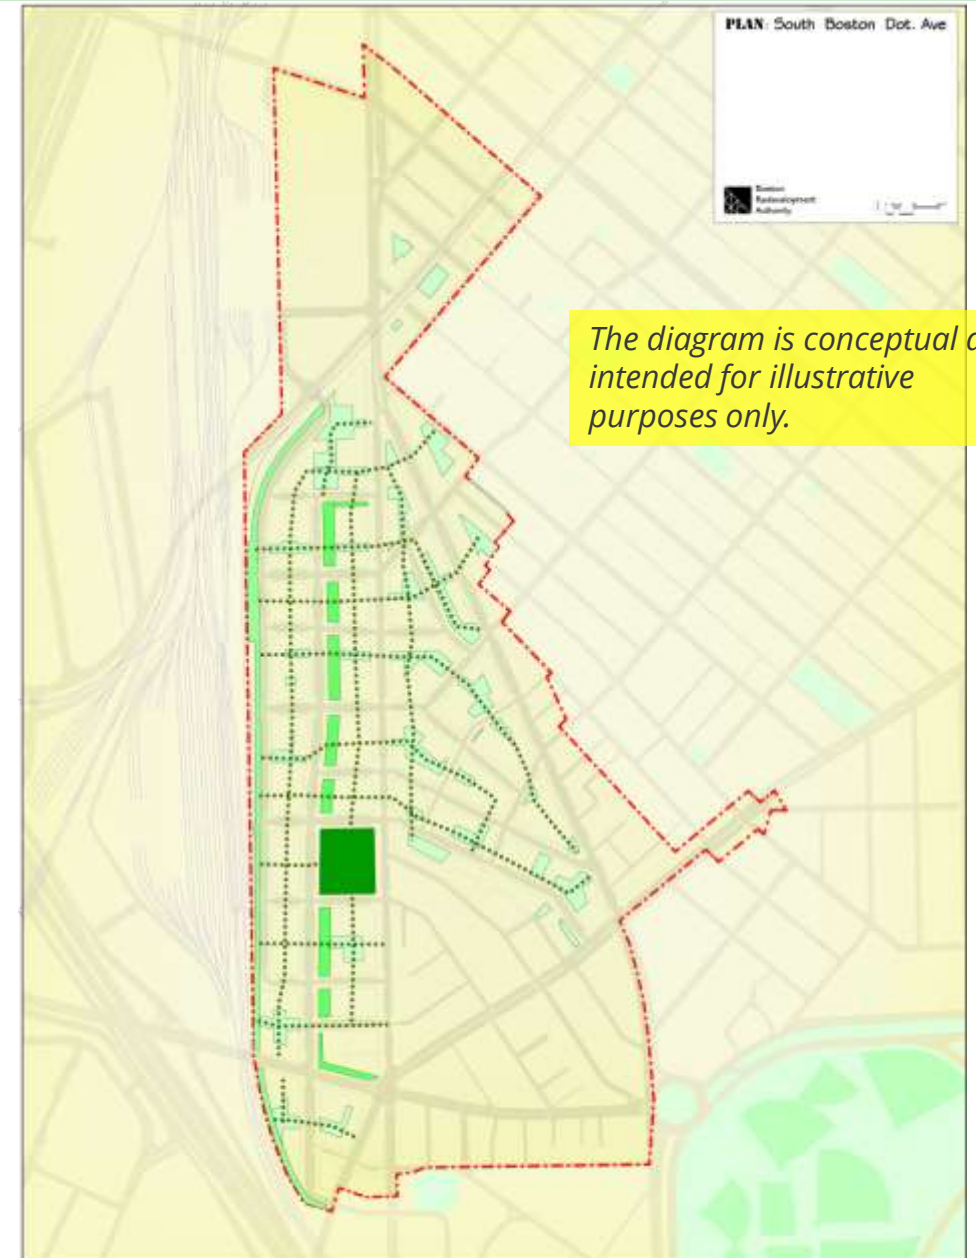 PLAN: South Boston Dot. Ave
The diagram is conceptual
intended for illustrative
purposes only.
Boston
Redevelopment
Authority